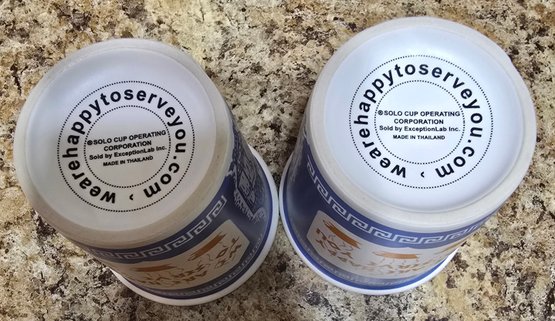 wearehappytoserveyou.com ›
®SOLO CUP OPERATING
CORPORATION
Sold by ExceptionLab Inc.
MADE IN THAILAND
wearehappytoserveyou.com ›
®SOLO CUP OPERATING
CORPORATION
Sold by ExceptionLab Inc.
MADE IN THAILAND